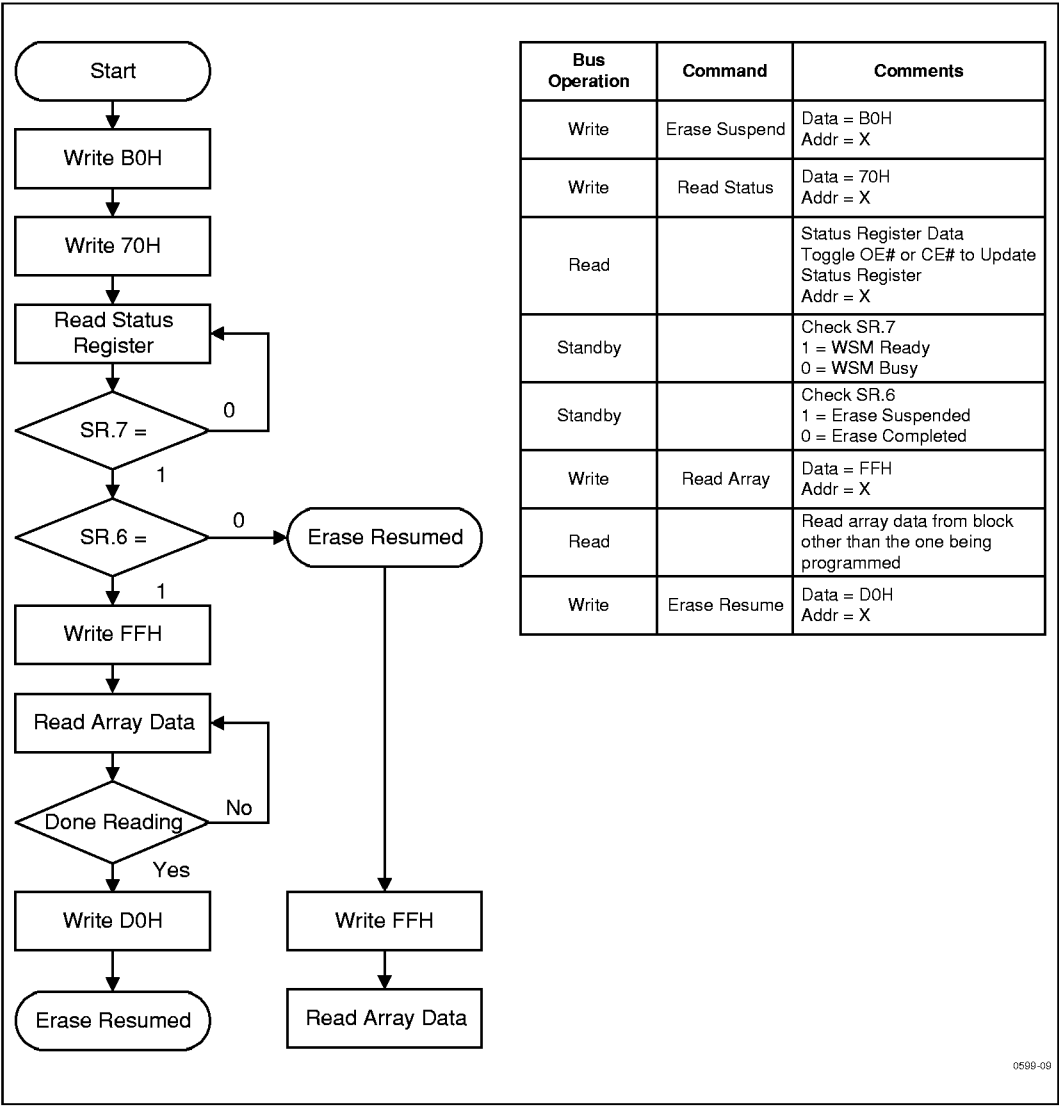 Start
Write B0H
Write 70H
Read Status
Register
0
SR.7 =
1
SR.6 =
0
Erase Resumed
1
Write FFH
Read Array Data
Done Reading
No
Yes
Write D0H
Write FFH
Erase Resumed
Read Array Data
Bus
Operation
Command
Comments
Write
Erase Suspend
Data = B0H
Addr = X
Write
Read Status
Data = 70H
Addr = X
Read
Status Register Data
Toggle OE# or CE# to Update
Status Register
Addr = X
Standby
Check SR.7
1 = WSM Ready
0 = WSM Busy
Standby
Check SR.6
1 = Erase Suspended
0 = Erase Completed
Write
Read Array
Data = FFH
Addr = X
Read
Read array data from block
other than the one being
programmed
Write
Erase Resume
Data = D0H
Addr = X
0599-09